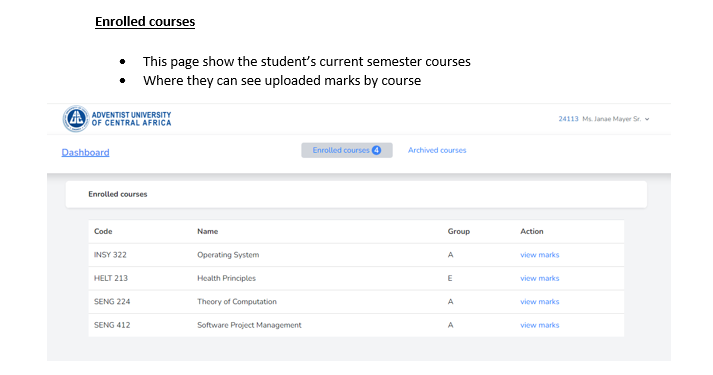 Enrolled courses
• This page show the student's current semester courses
• Where they can see uploaded marks by course
ADVENTIST UNIVERSITY
OF CENTRAL AFRICA
24113 Ms. Janae Mayer Sr.
Dashboard
Enrolled courses 4
Archived courses
Enrolled courses
Code Name Group Action
INSY 322 Operating System A view marks
HELT 213 Health Principles E view marks
SENG 224 Theory of Computation A view marks
SENG 412 Software Project Management A view marks